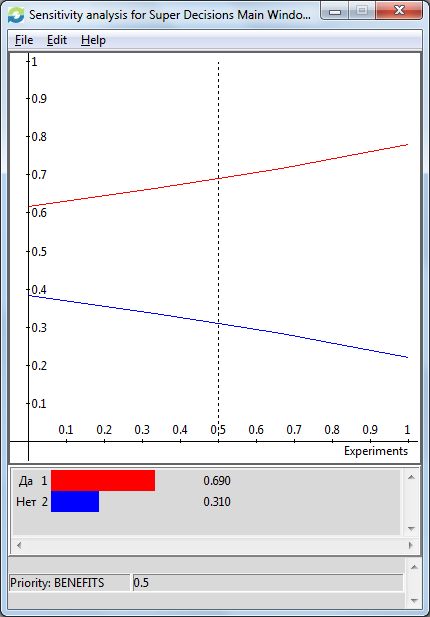 Sensitivity analysis for Super Decisions Main Windo...
File Edit Help
1
0.9
0.8
0.7
0.6
0.5
0.4
0.3
0.2
0.1
0.1 0.2 0.3 0.4 0.5 0.6 0.7 0.8 0.9 1
Experiments
Да 1 0.690
Нет 2 0.310
Priority: BENEFITS 0.5